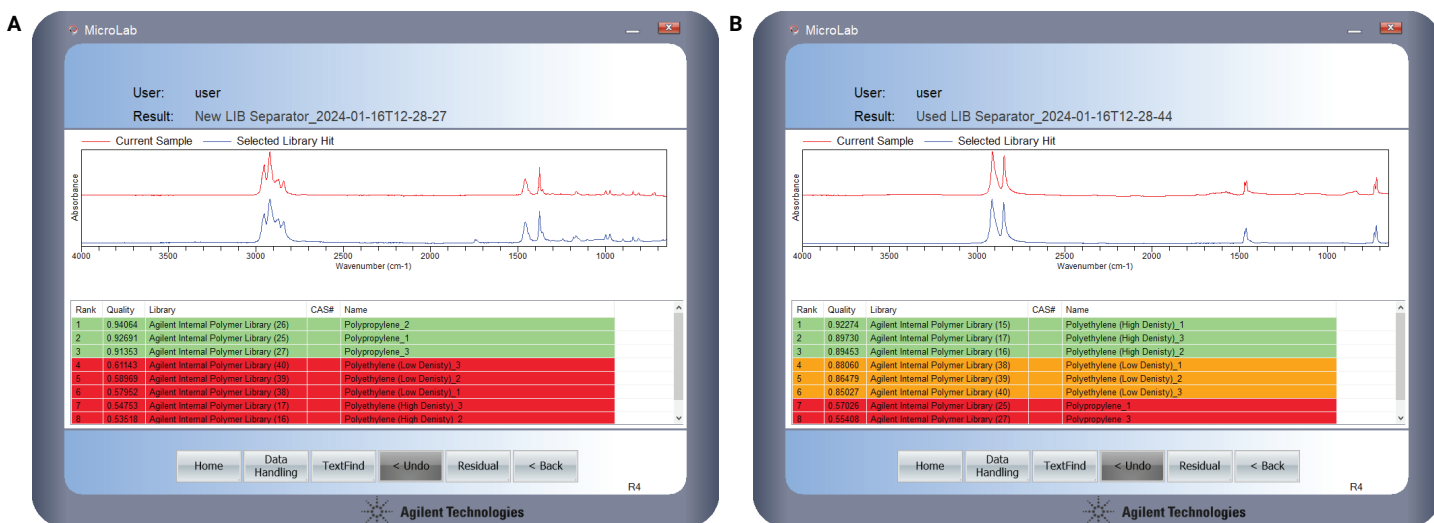 A
MicroLab
User: user
Result: New LIB Separator_2024-01-16T12-28-27
Current Sample Selected Library Hit
Absorbance
4000 3500 3000 2500 2000 1500 1000
Wavenumber (cm-1)
Rank Quality Library CAS# Name
1 0.94064 Agilent Internal Polymer Library (26) Polypropylene_2
2 0.92691 Agilent Internal Polymer Library (25) Polypropylene_1
3 0.91353 Agilent Internal Polymer Library (27) Polypropylene_3
4 0.61143 Agilent Internal Polymer Library (40) Polyethylene (Low Denisty)_3
5 0.58969 Agilent Internal Polymer Library (39) Polyethylene (Low Denisty)_2
6 0.57952 Agilent Internal Polymer Library (38) Polyethylene (Low Denisty)_1
7 0.54753 Agilent Internal Polymer Library (17) Polyethylene (High Denisty)_3
8 0.53518 Agilent Internal Polymer Library (16) Polyethylene (High Denisty)_2
Home Data Handling TextFind < Undo Residual < Back
R4
Agilent Technologies
B
MicroLab
User: user
Result: Used LIB Separator_2024-01-16T12-28-44
Current Sample Selected Library Hit
Absorbance
4000 3500 3000 2500 2000 1500 1000
Wavenumber (cm-1)
Rank Quality Library CAS# Name
1 0.92274 Agilent Internal Polymer Library (15) Polyethylene (High Denisty)_1
2 0.89730 Agilent Internal Polymer Library (17) Polyethylene (High Denisty)_3
3 0.89453 Agilent Internal Polymer Library (16) Polyethylene (High Denisty)_2
4 0.88060 Agilent Internal Polymer Library (38) Polyethylene (Low Denisty)_1
5 0.86479 Agilent Internal Polymer Library (39) Polyethylene (Low Denisty)_2
6 0.85027 Agilent Internal Polymer Library (40) Polyethylene (Low Denisty)_3
7 0.57026 Agilent Internal Polymer Library (25) Polypropylene_1
8 0.55408 Agilent Internal Polymer Library (27) Polypropylene_3
Home Data Handling TextFind < Undo Residual < Back
R4
Agilent Technologies